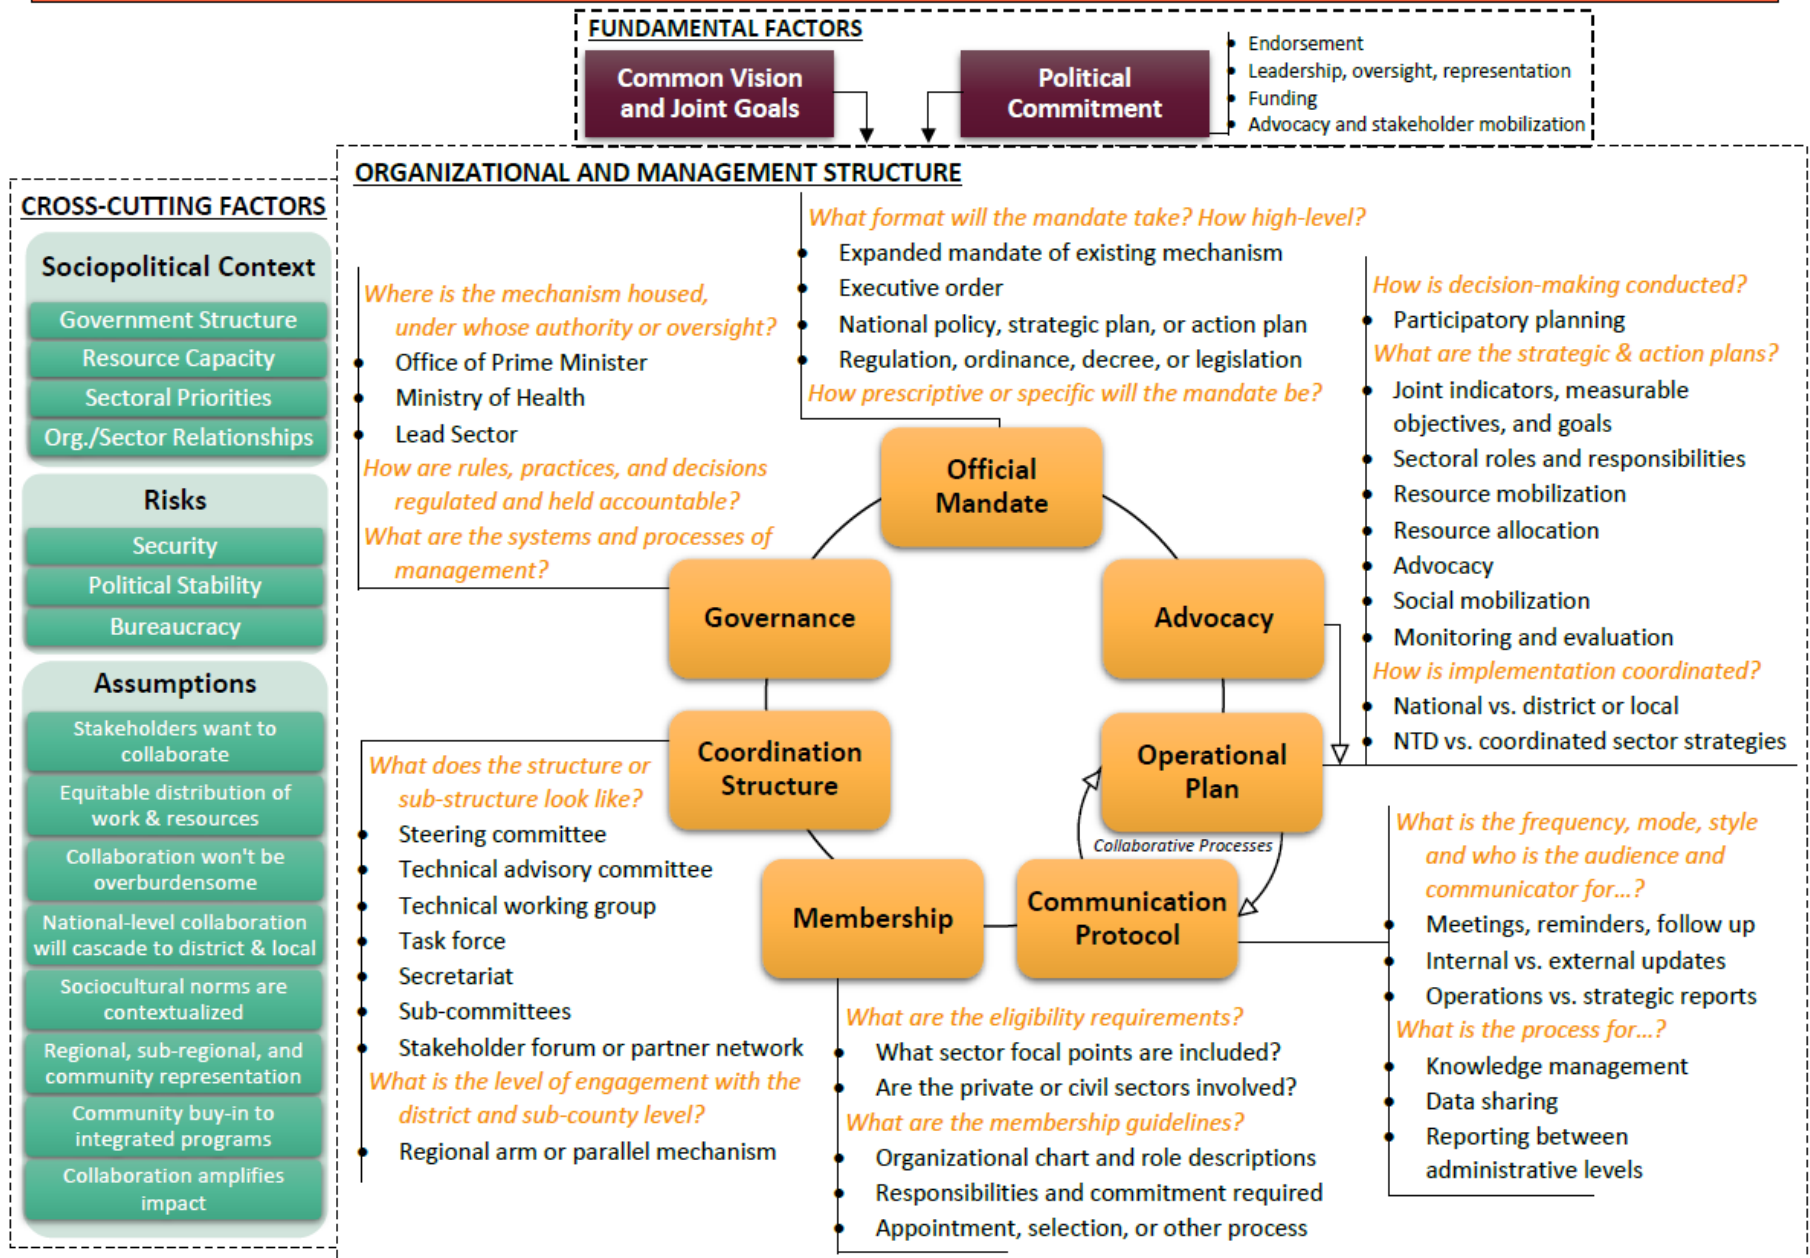 FUNDAMENTAL FACTORS
Common Vision
and Joint Goals
Political
Commitment
• Endorsement
• Leadership, oversight, representation
• Funding
• Advocacy and stakeholder mobilization
CROSS-CUTTING FACTORS
Sociopolitical Context
Government Structure
Resource Capacity
Sectoral Priorities
Org./Sector Relationships
Risks
Security
Political Stability
Bureaucracy
Assumptions
Stakeholders want to
collaborate
Equitable distribution of
work & resources
Collaboration won't be
overburdensome
National-level collaboration
will cascade to district & local
Sociocultural norms are
contextualized
Regional, sub-regional, and
community representation
Community buy-in to
integrated programs
Collaboration amplifies
impact
ORGANIZATIONAL AND MANAGEMENT STRUCTURE
Where is the mechanism housed,
under whose authority or oversight?
• Office of Prime Minister
• Ministry of Health
• Lead Sector
How are rules, practices, and decisions
regulated and held accountable?
What are the systems and processes of
management?
What format will the mandate take? How high-level?
• Expanded mandate of existing mechanism
• Executive order
• National policy, strategic plan, or action plan
• Regulation, ordinance, decree, or legislation
How prescriptive or specific will the mandate be?
How is decision-making conducted?
• Participatory planning
What are the strategic & action plans?
• Joint indicators, measurable
objectives, and goals
• Sectoral roles and responsibilities
• Resource mobilization
• Resource allocation
• Advocacy
• Social mobilization
• Monitoring and evaluation
How is implementation coordinated?
• National vs. district or local
• NTD vs. coordinated sector strategies
Official
Mandate
Governance
Advocacy
Coordination
Structure
Operational
Plan
Collaborative Processes
Membership
Communication
Protocol
What does the structure or
sub-structure look like?
• Steering committee
• Technical advisory committee
• Technical working group
• Task force
• Secretariat
• Sub-committees
• Stakeholder forum or partner network
What is the level of engagement with the
district and sub-county level?
• Regional arm or parallel mechanism
What are the eligibility requirements?
• What sector focal points are included?
• Are the private or civil sectors involved?
What are the membership guidelines?
• Organizational chart and role descriptions
• Responsibilities and commitment required
• Appointment, selection, or other process
What is the frequency, mode, style
and who is the audience and
communicator for...?
• Meetings, reminders, follow up
• Internal vs. external updates
• Operations vs. strategic reports
What is the process for...?
• Knowledge management
• Data sharing
• Reporting between
administrative levels